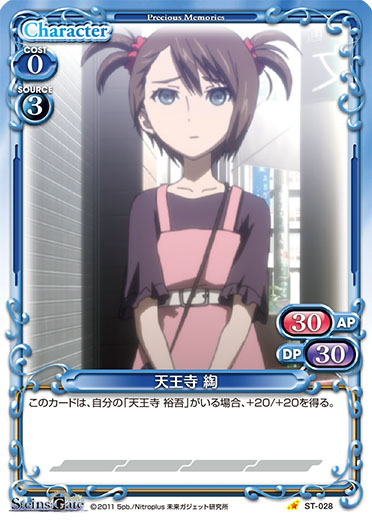 Precious Memories
Character
COST
0
SOURCE
3
30 AP
DP 30
天王寺 綯
このカードは、自分の「天王寺 裕吾」がいる場合、+20/+20を得る。
Steins;Gate
©2011 5pb./Nitroplus 未来ガジェット研究所
ST-028